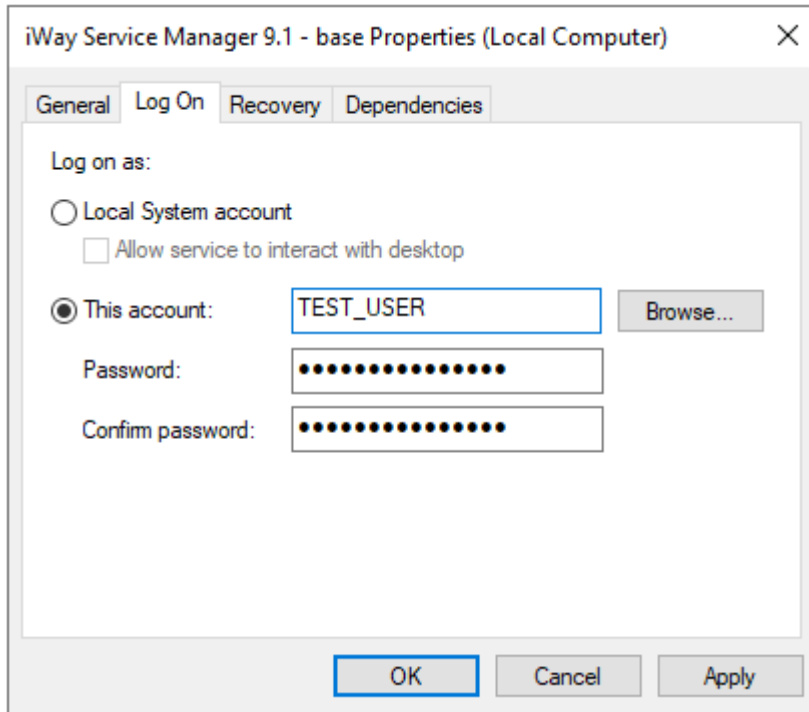 iWay Service Manager 9.1 - base Properties (Local Computer)
General Log On Recovery Dependencies
Log on as:
Local System account
Allow service to interact with desktop
This account: TEST_USER Browse...
Password: •••••••••••••••
Confirm password: •••••••••••••••
OK Cancel Apply